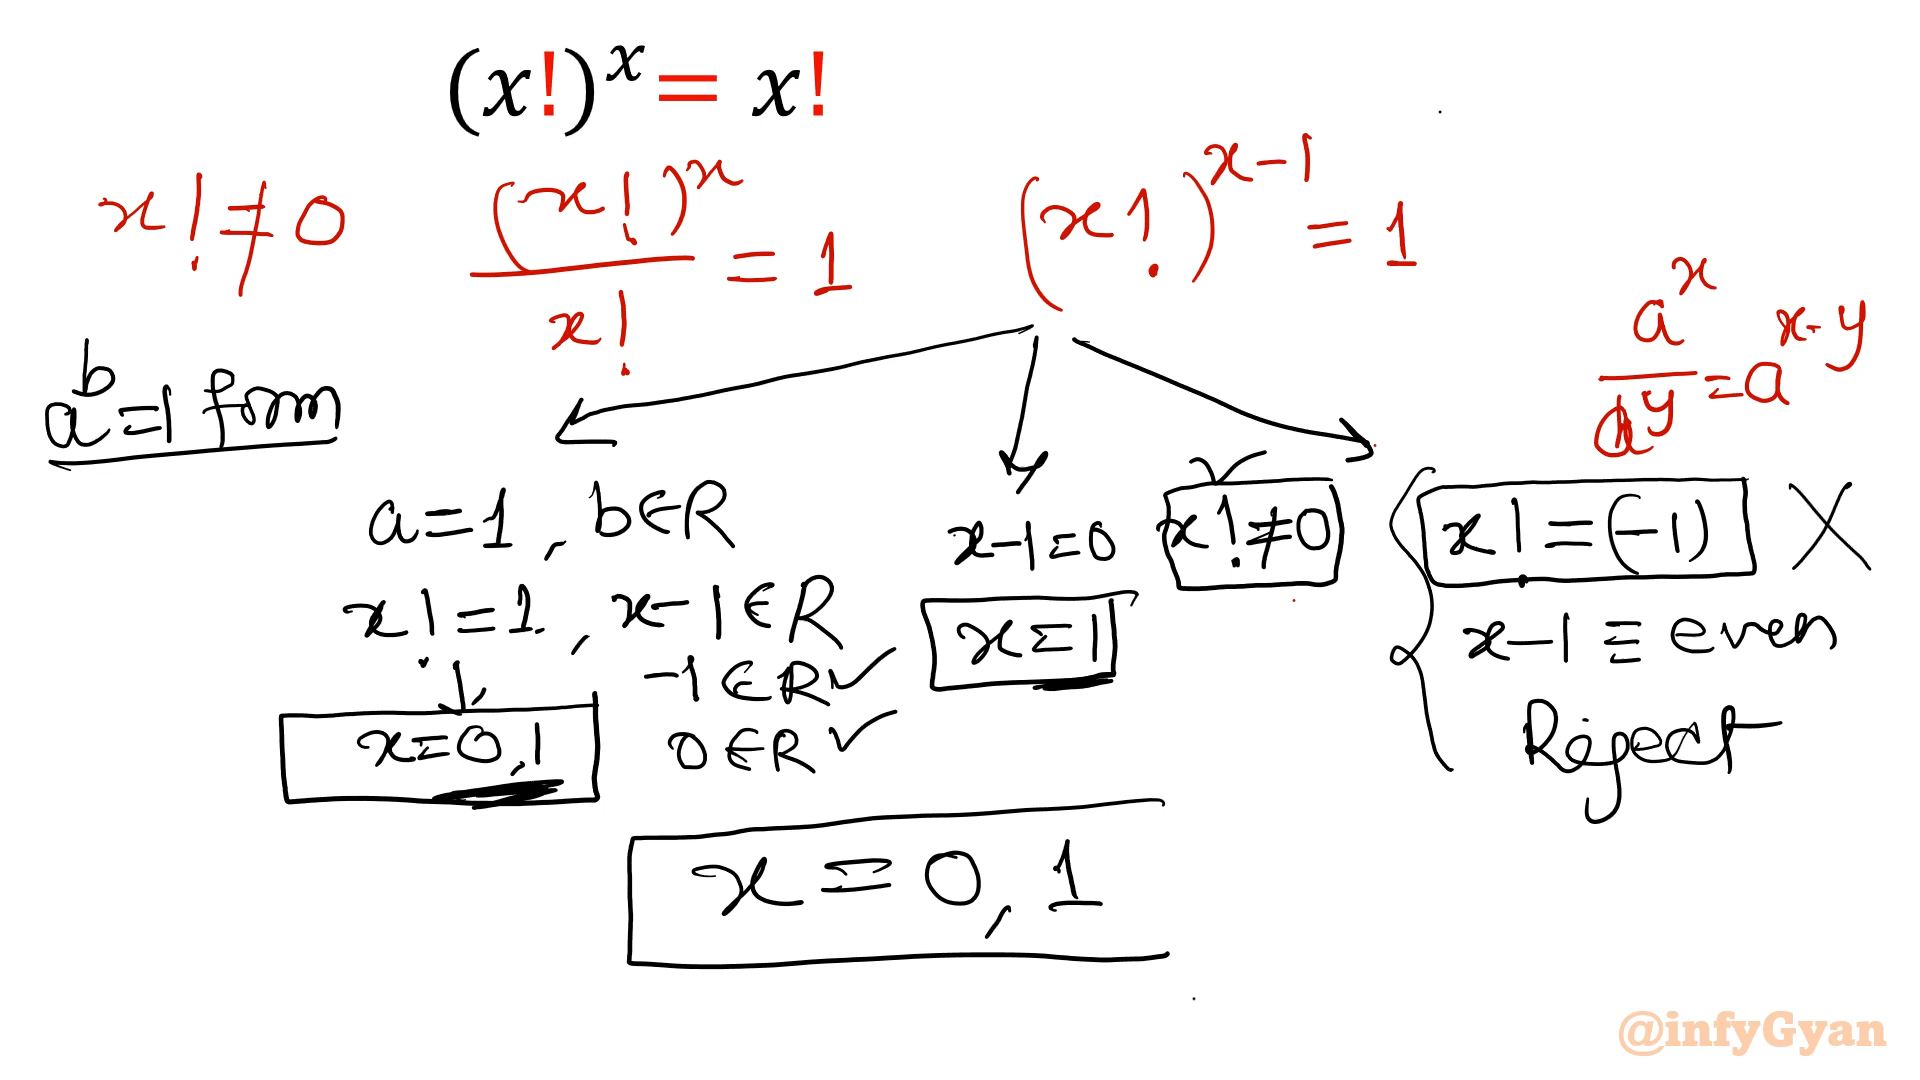 (x!)^x = x!
x! ≠ 0
(x!)^x / x! = 1
(x!)^(x-1) = 1
a^x / a^y = a^(x-y)
a^b = 1 form
a = 1, b ∈ R
x! = 1, x-1 ∈ R
-1 ∈ R ✓
x = 0, 1
0 ∈ R ✓
x-1 = 0
x! ≠ 0 ✓
x = 1
x! = (-1) X
x-1 = even
Reject
x = 0, 1
@infyGyan